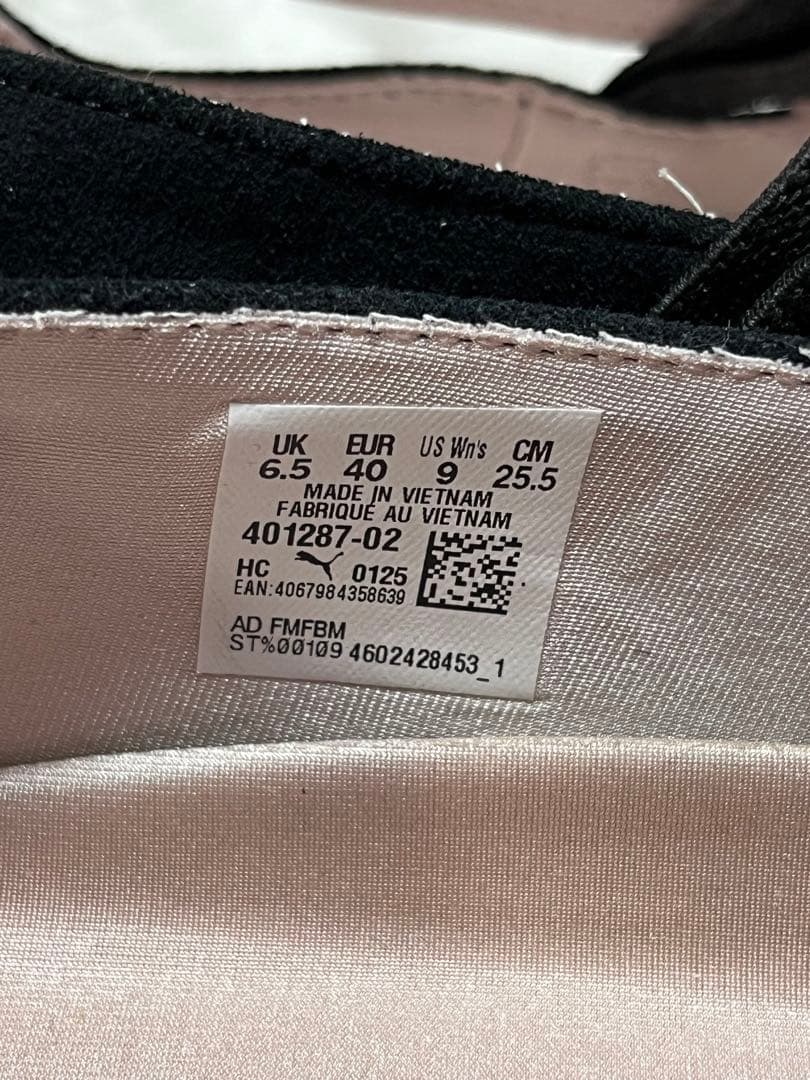 UK EUR US Wn's CM
6.5 40 9 25.5
MADE IN VIETNAM
FABRIQUÉ AU VIETNAM
401287-02
HC 0125
EAN:4067984358639
AD FMFBM
ST%00109 4602428453_1